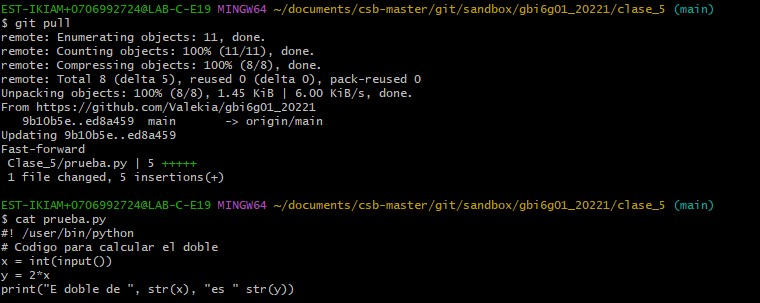 EST-IKIAM+0706992724@LAB-C-E19 MINGW64 ~/documents/csb-master/git/sandbox/gbi6g01_20221/clase_5 (main)
$ git pull
remote: Enumerating objects: 11, done.
remote: Counting objects: 100% (11/11), done.
remote: Compressing objects: 100% (8/8), done.
remote: Total 8 (delta 5), reused 0 (delta 0), pack-reused 0
Unpacking objects: 100% (8/8), 1.45 KiB | 6.00 KiB/s, done.
From https://github.com/Valekia/gbi6g01_20221
   9b10b5e..ed8a459  main       -> origin/main
Updating 9b10b5e..ed8a459
Fast-forward
 Clase_5/prueba.py | 5 +++++
 1 file changed, 5 insertions(+)
EST-IKIAM+0706992724@LAB-C-E19 MINGW64 ~/documents/csb-master/git/sandbox/gbi6g01_20221/clase_5 (main)
$ cat prueba.py
#! /user/bin/python
# Codigo para calcular el doble
x = int(input())
y = 2*x
print("E doble de ", str(x), "es " str(y))